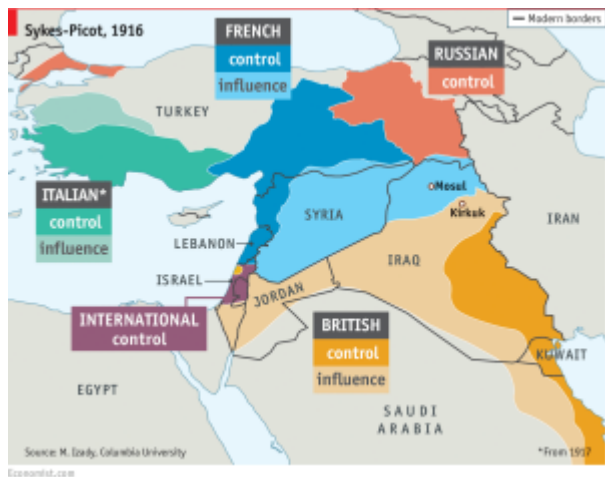 Sykes-Picot, 1916
Modern borders
FRENCH
control
influence
RUSSIAN
control
TURKEY
ITALIAN*
control
influence
Mosul
Kirkuk
SYRIA
IRAN
LEBANON
IRAQ
ISRAEL
JORDAN
INTERNATIONAL
control
BRITISH
control
influence
KUWAIT
EGYPT
SAUDI
ARABIA
Source: M. Izady, Columbia University
*From 1917
Economist.com